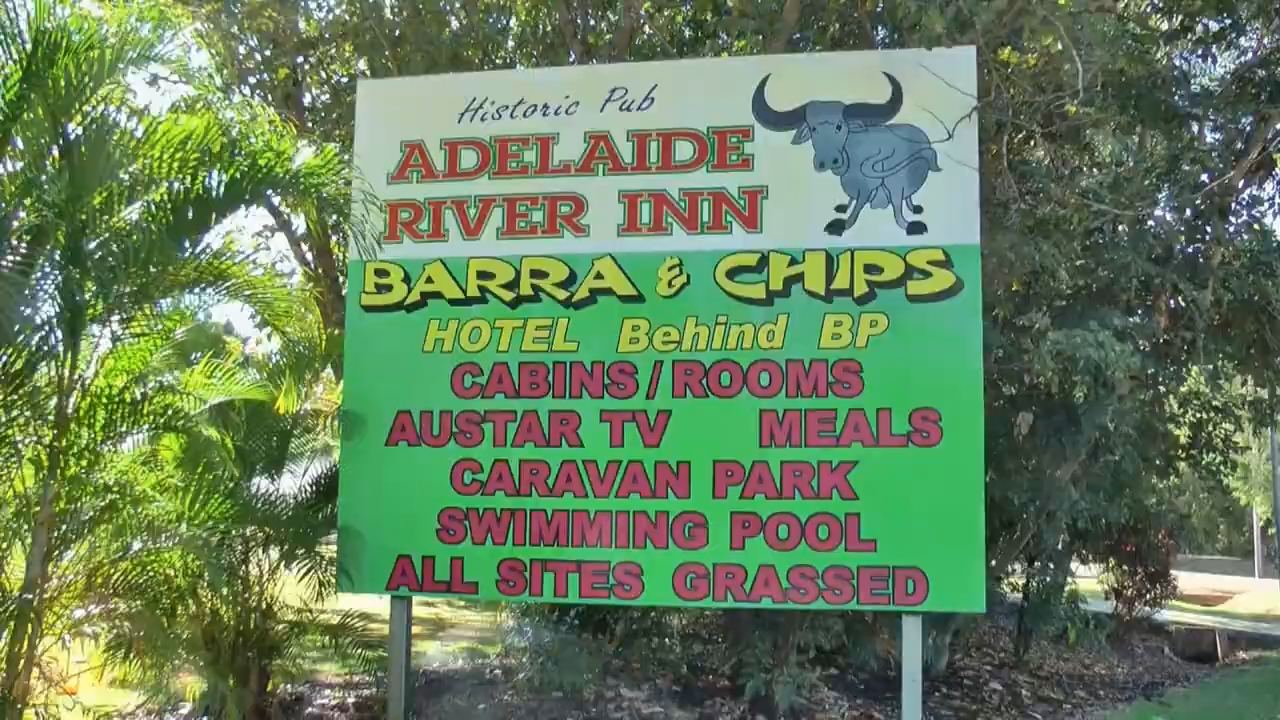 Historic Pub
ADELAIDE
RIVER INN
BARRA & CHIPS
HOTEL Behind BP
CABINS/ROOMS
AUSTAR TV MEALS
CARAVAN PARK
SWIMMING POOL
ALL SITES GRASSED